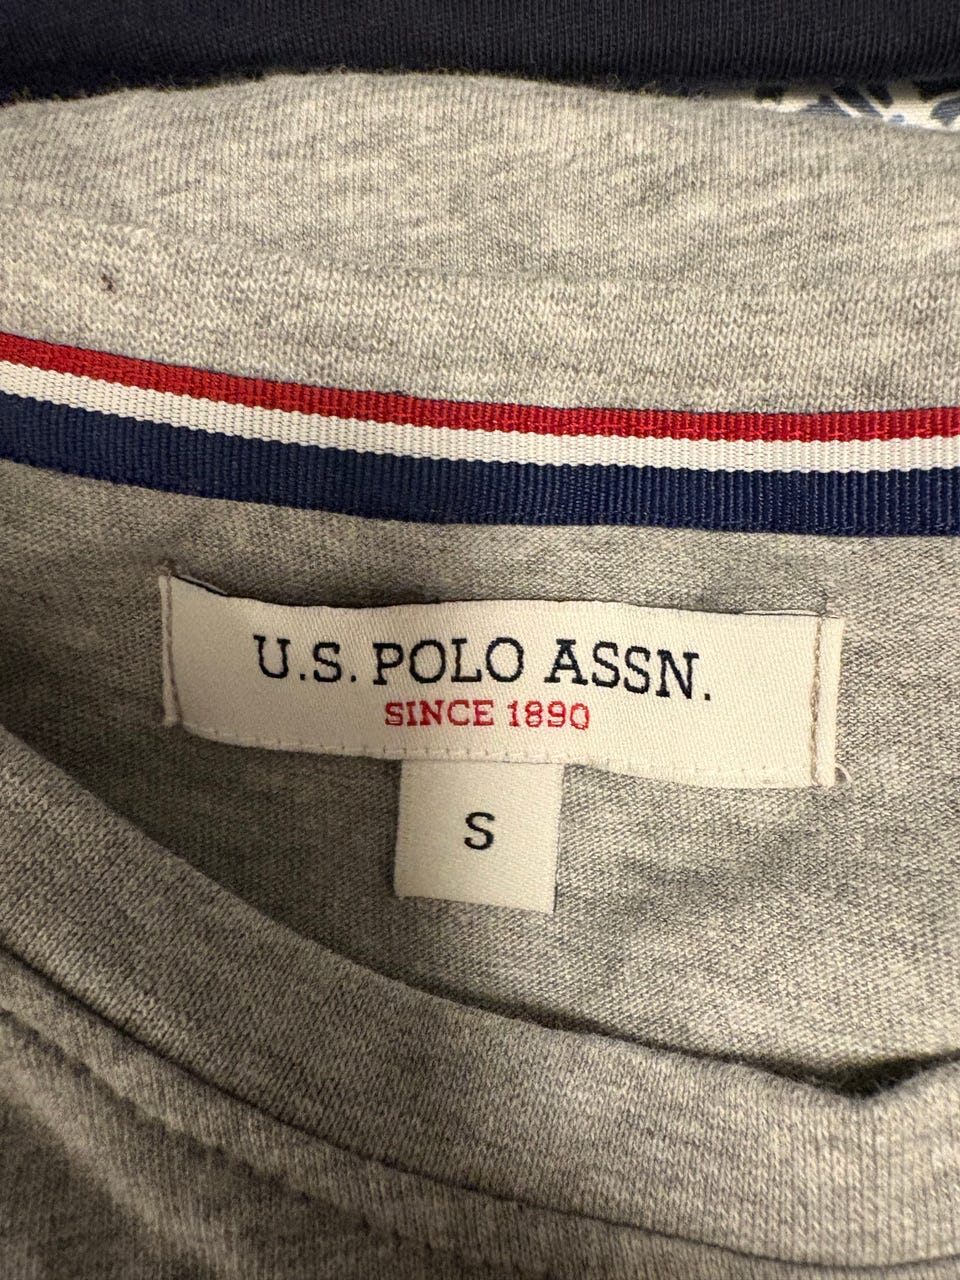 U.S. POLO ASSN.
SINCE 1890
S